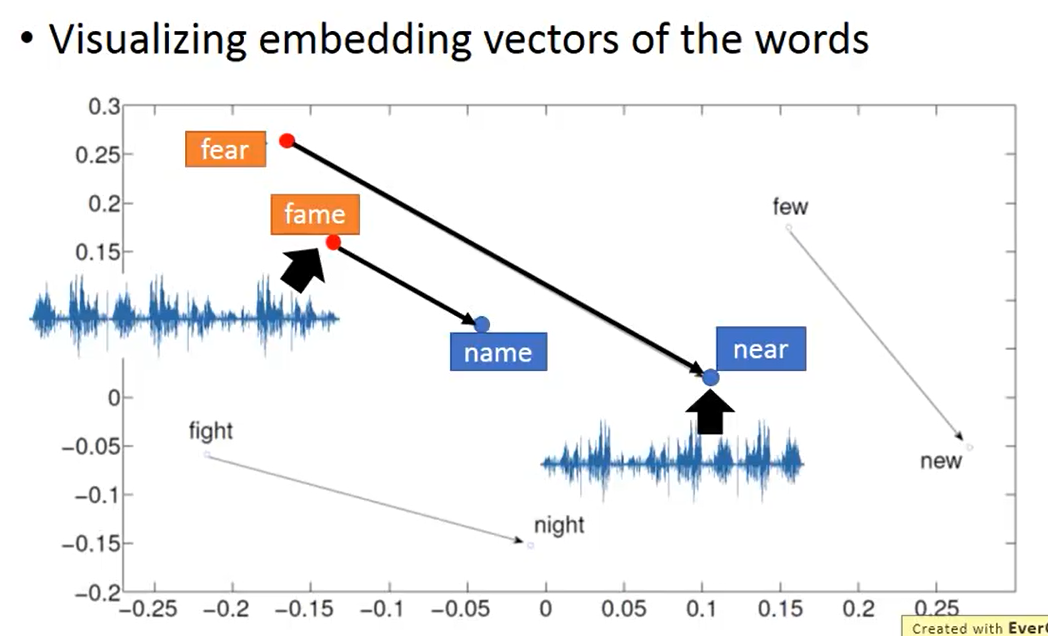 • Visualizing embedding vectors of the words
0.3
fear
0.25
0.2
few
fame
0.15
name
near
0
fight
−0.05
new
−0.1
night
−0.15
−0.2
−0.25 −0.2 −0.15 −0.1 −0.05 0 0.05 0.1 0.15 0.2 0.25
Created with Ever